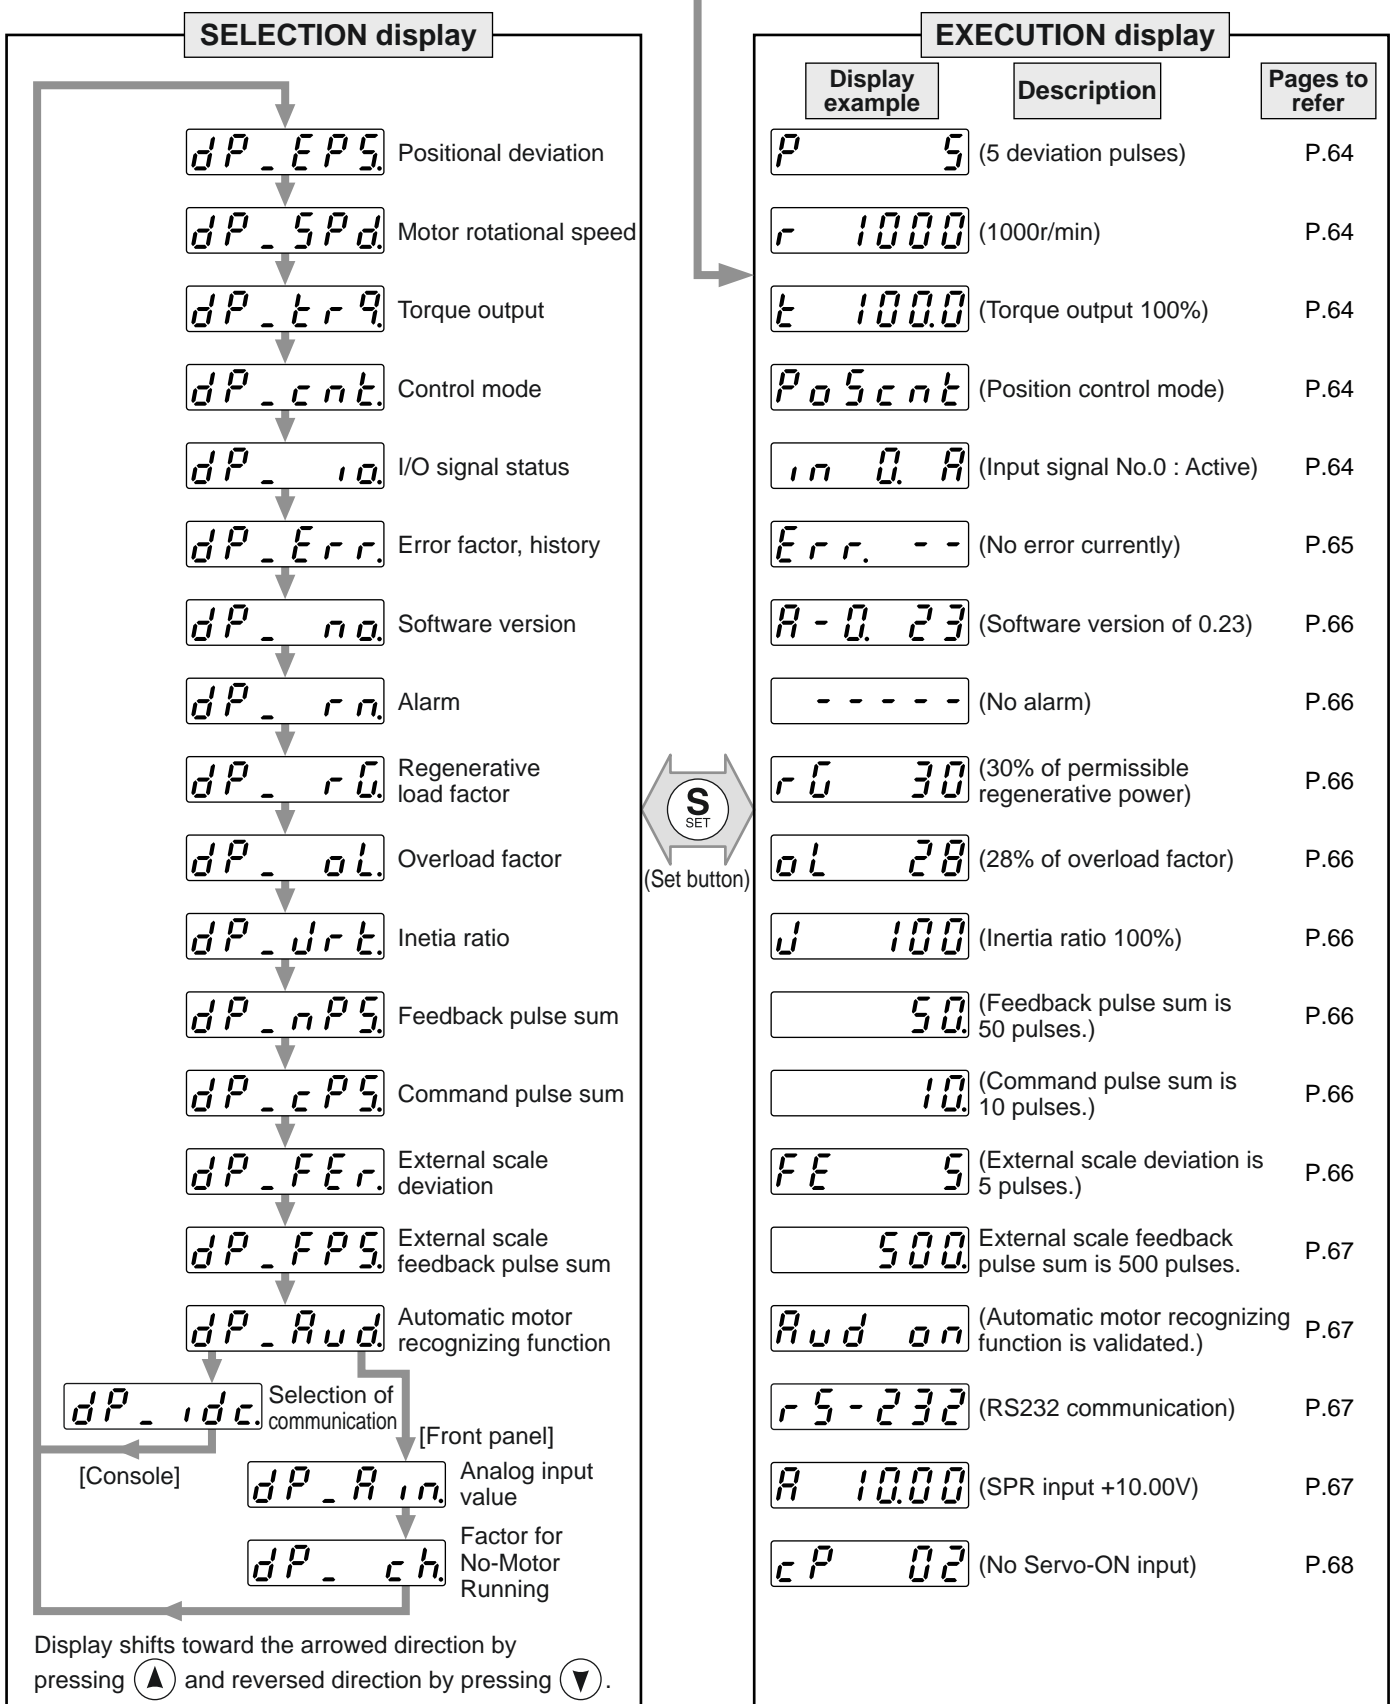 SELECTION display
dP_EPS. Positional deviation
dP_SPd. Motor rotational speed
dP_trq. Torque output
dP_cnt. Control mode
dP_ io. I/O signal status
dP_Err. Error factor, history
dP_ no. Software version
dP_ rn. Alarm
dP_ rG. Regenerative
load factor
dP_ oL. Overload factor
dP_Jrt. Inetia ratio
dP_nPS. Feedback pulse sum
dP_cPS. Command pulse sum
dP_FEr. External scale
deviation
dP_FPS. External scale
feedback pulse sum
dP_Aud. Automatic motor
recognizing function
dP_ idc. Selection of
communication
[Console]
[Front panel]
dP_Ain. Analog input
value
dP_ ch. Factor for
No-Motor
Running
Display shifts toward the arrowed direction by
pressing ▲ and reversed direction by pressing ▼.
S
SET
(Set button)
EXECUTION display
Display
example
Description
Pages to
refer
P 5 (5 deviation pulses) P.64
r 1000 (1000r/min) P.64
t 100.0 (Torque output 100%) P.64
PoScnt (Position control mode) P.64
in 0. A (Input signal No.0 : Active) P.64
Err. -- (No error currently) P.65
A-0. 23 (Software version of 0.23) P.66
----- (No alarm) P.66
rG 30 (30% of permissible
regenerative power) P.66
oL 28 (28% of overload factor) P.66
J 100 (Inertia ratio 100%) P.66
50. (Feedback pulse sum is
50 pulses.) P.66
10. (Command pulse sum is
10 pulses.) P.66
FE 5 (External scale deviation is
5 pulses.) P.66
500. External scale feedback
pulse sum is 500 pulses. P.67
Aud on (Automatic motor recognizing
function is validated.) P.67
rS-232 (RS232 communication) P.67
A 10.00 (SPR input +10.00V) P.67
cP 02 (No Servo-ON input) P.68